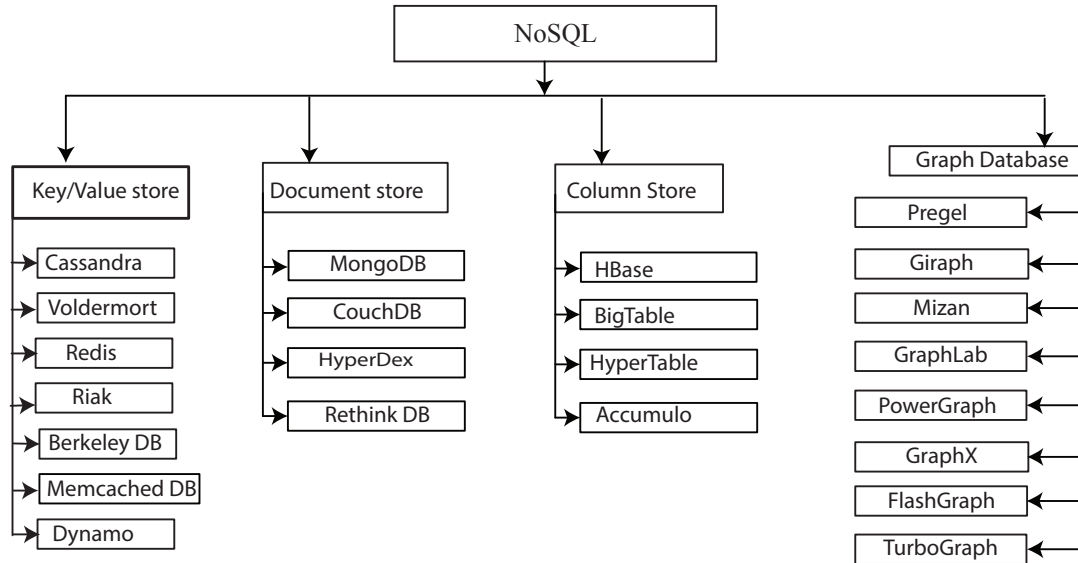 NoSQL
Key/Value store
Cassandra
Voldermort
Redis
Riak
Berkeley DB
Memcached DB
Dynamo
Document store
MongoDB
CouchDB
HyperDex
Rethink DB
Column Store
HBase
BigTable
HyperTable
Accumulo
Graph Database
Pregel
Giraph
Mizan
GraphLab
PowerGraph
GraphX
FlashGraph
TurboGraph